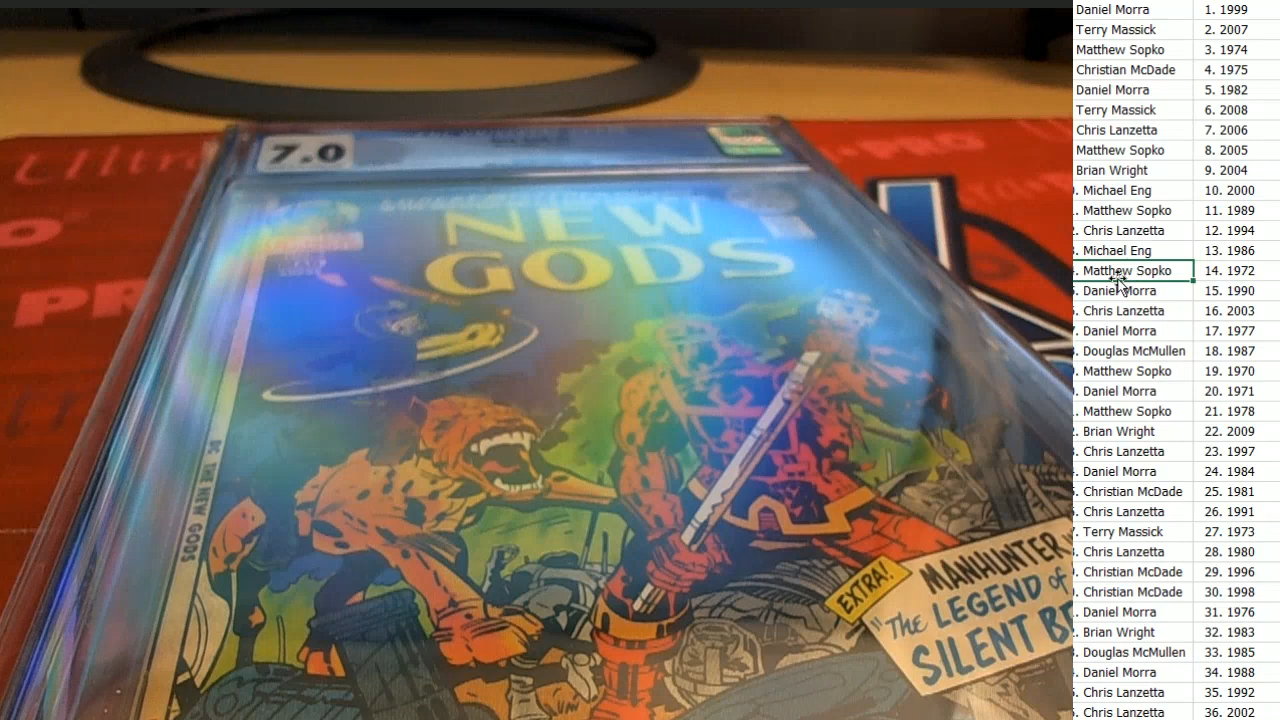 Ultra
PRO
PRO
7.0
NEW
GODS
DC THE NEW GODS
EXTRA!
MANHUNTER
"The LEGEND of
SILENT
Daniel Morra 1. 1999
Terry Massick 2. 2007
Matthew Sopko 3. 1974
Christian McDade 4. 1975
Daniel Morra 5. 1982
Terry Massick 6. 2008
Chris Lanzetta 7. 2006
Matthew Sopko 8. 2005
Brian Wright 9. 2004
Michael Eng 10. 2000
Matthew Sopko 11. 1989
Chris Lanzetta 12. 1994
Michael Eng 13. 1986
Matthew Sopko 14. 1972
Daniel Morra 15. 1990
Chris Lanzetta 16. 2003
Daniel Morra 17. 1977
Douglas McMullen 18. 1987
Matthew Sopko 19. 1970
Daniel Morra 20. 1971
Matthew Sopko 21. 1978
Brian Wright 22. 2009
Chris Lanzetta 23. 1997
Daniel Morra 24. 1984
Christian McDade 25. 1981
Chris Lanzetta 26. 1991
Terry Massick 27. 1973
Chris Lanzetta 28. 1980
Christian McDade 29. 1996
Christian McDade 30. 1998
Daniel Morra 31. 1976
Brian Wright 32. 1983
Douglas McMullen 33. 1985
Daniel Morra 34. 1988
Chris Lanzetta 35. 1992
Chris Lanzetta 36. 2002